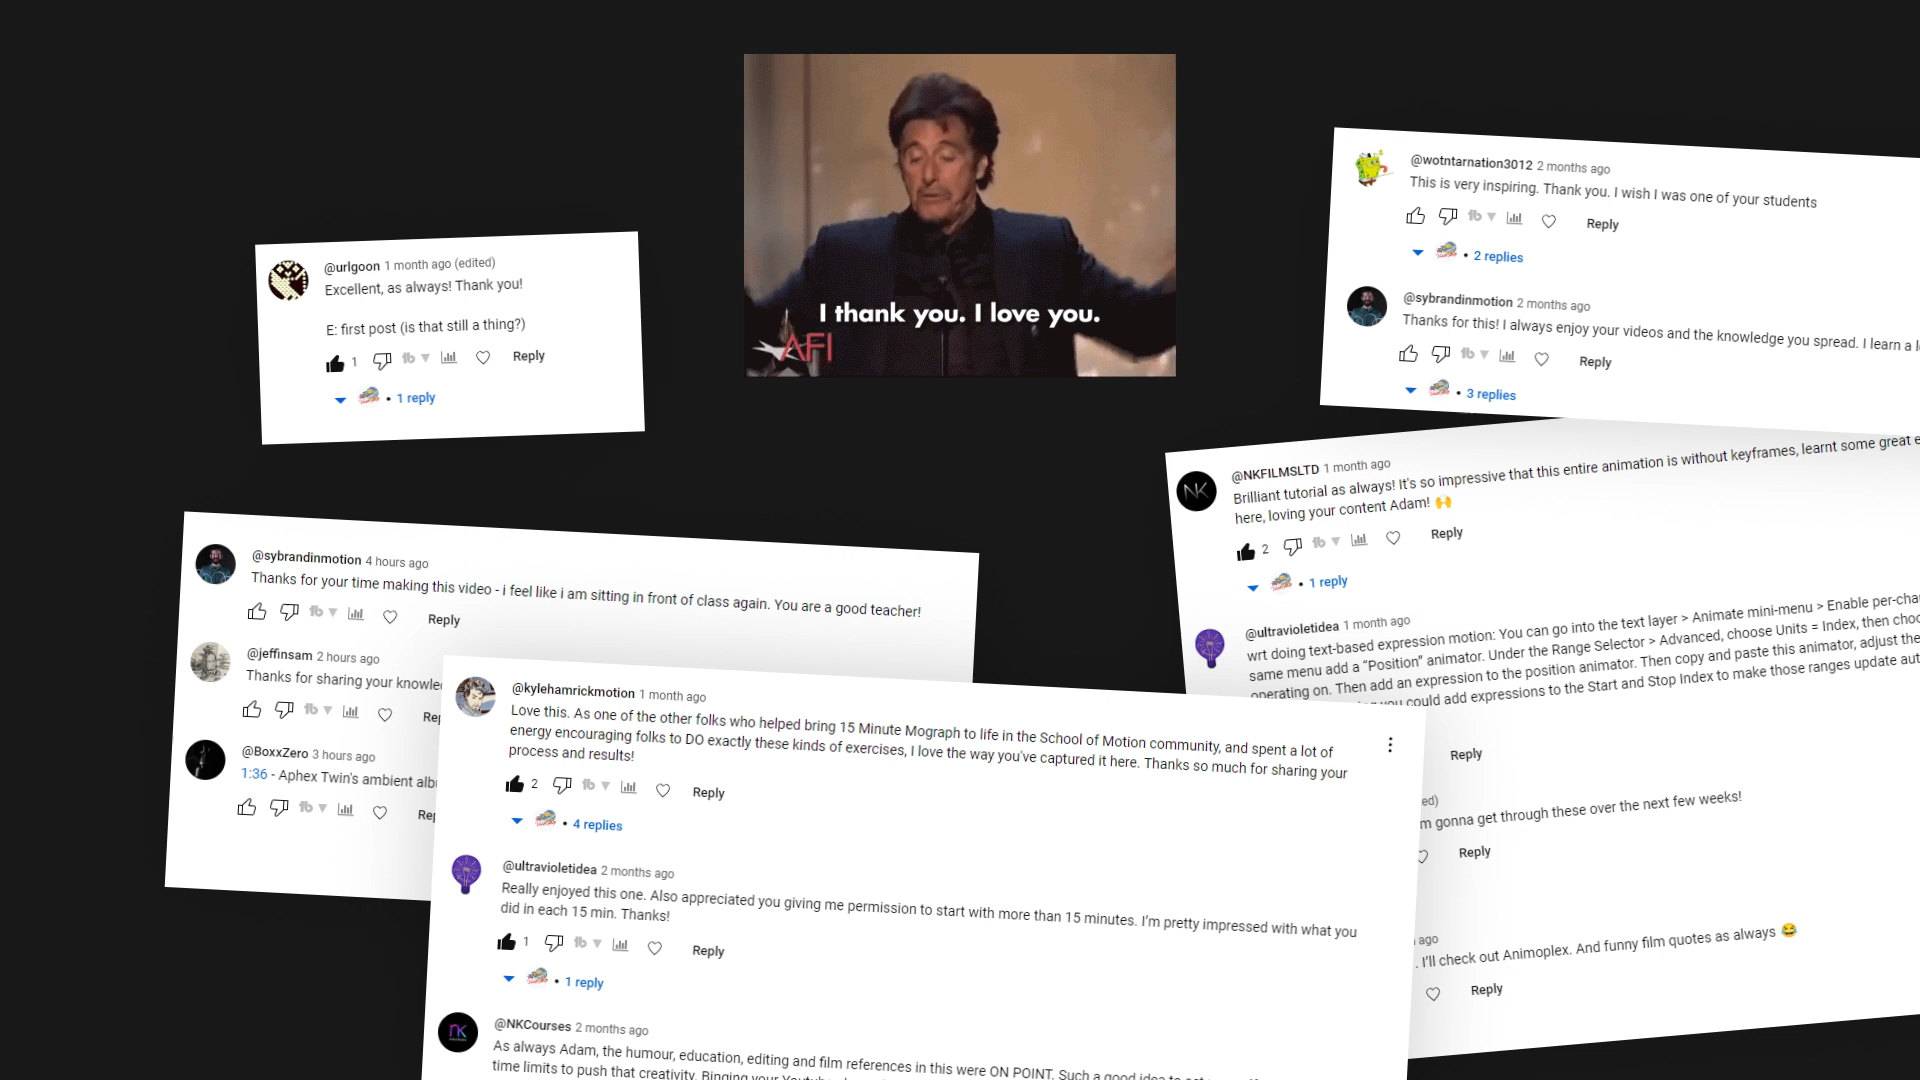 I thank you. I love you.
AFI
@urlgoon 1 month ago (edited)
Excellent, as always! Thank you!
E: first post (is that still a thing?)
1 Reply
• 1 reply
@wotntarnation3012 2 months ago
This is very inspiring. Thank you. I wish I was one of your students
Reply
• 2 replies
@sybrandinmotion 2 months ago
Thanks for this! I always enjoy your videos and the knowledge you spread. I learn a
Reply
• 3 replies
NK
@NKFILMSLTD 1 month ago
Brilliant tutorial as always! It's so impressive that this entire animation is without keyframes, learnt some great
here, loving your content Adam! 🙌
2 Reply
• 1 reply
@ultravioletidea 1 month ago
wrt doing text-based expression motion: You can go into the text layer > Animate mini-menu > Enable per-cha
same menu add a “Position” animator. Under the Range Selector > Advanced, choose Units = Index, then choo
operating on. Then add an expression to the position animator. Then copy and paste this animator, adjust the
you could add expressions to the Start and Stop Index to make those ranges update aut
Reply
ed)
m gonna get through these over the next few weeks!
Reply
ago
. I'll check out Animoplex. And funny film quotes as always 😂
Reply
@sybrandinmotion 4 hours ago
Thanks for your time making this video - i feel like i am sitting in front of class again. You are a good teacher!
Reply
@jeffinsam 2 hours ago
Thanks for sharing your knowle
Re
@BoxxZero 3 hours ago
1:36 - Aphex Twin's ambient alb
Rep
@kylehamrickmotion 1 month ago
Love this. As one of the other folks who helped bring 15 Minute Mograph to life in the School of Motion community, and spent a lot of
energy encouraging folks to DO exactly these kinds of exercises, I love the way you've captured it here. Thanks so much for sharing your
process and results!
2 Reply
• 4 replies
@ultravioletidea 2 months ago
Really enjoyed this one. Also appreciated you giving me permission to start with more than 15 minutes. I'm pretty impressed with what you
did in each 15 min. Thanks!
1 Reply
• 1 reply
nK
@NKCourses 2 months ago
As always Adam, the humour, education, editing and film references in this were ON POINT. Such a good idea to
time limits to push that creativity. Binging your